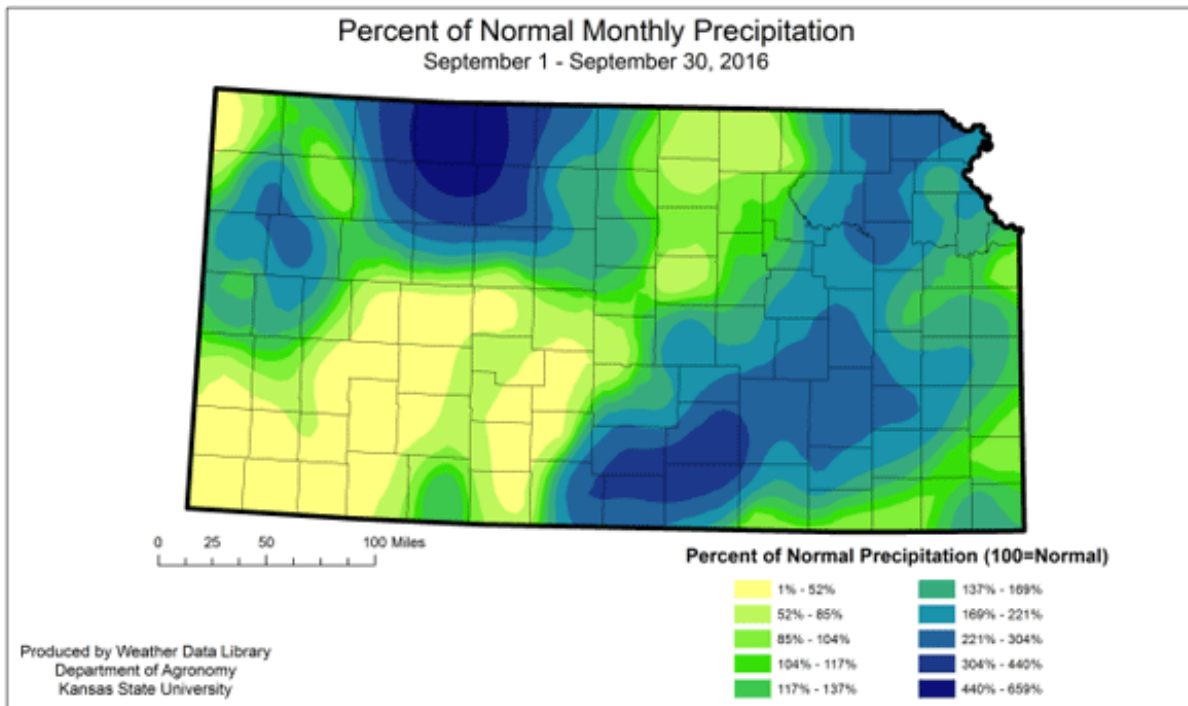 Percent of Normal Monthly Precipitation
September 1 - September 30, 2016
0 25 50 100 Miles
Percent of Normal Precipitation (100=Normal)
1% - 52%
52% - 85%
85% - 104%
104% - 117%
117% - 137%
137% - 169%
169% - 221%
221% - 304%
304% - 440%
440% - 659%
Produced by Weather Data Library
Department of Agronomy
Kansas State University